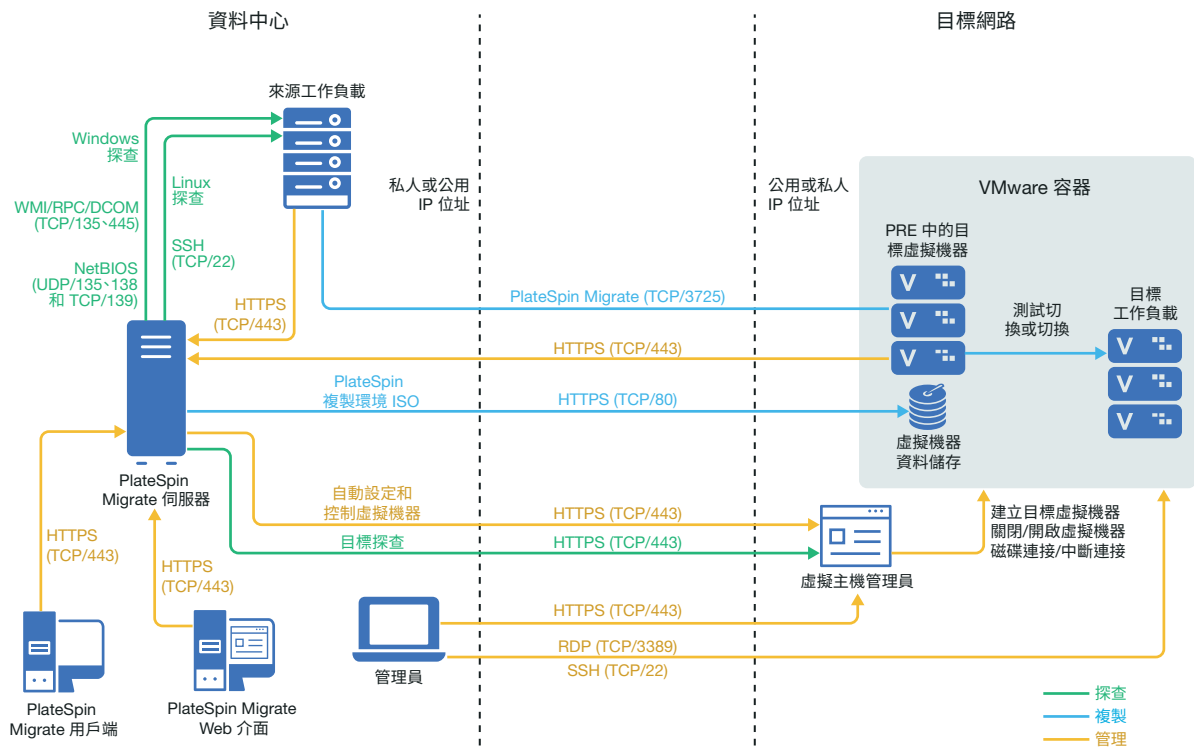 資料中心
目標網路
來源工作負載
Windows
探查
Linux
探查
WMI/RPC/DCOM
(TCP/135、445)
SSH
(TCP/22)
NetBIOS
(UDP/135、138
和 TCP/139)
HTTPS
(TCP/443)
私人或公用
IP 位址
公用或私人
IP 位址
VMware 容器
PRE 中的目
標虛擬機器
V
V
V
測試切
換或切換
目標
工作負載
V
V
V
PlateSpin Migrate (TCP/3725)
HTTPS (TCP/443)
PlateSpin
複製環境 ISO
HTTPS (TCP/80)
虛擬機器
資料儲存
PlateSpin
Migrate 伺服器
自動設定和
控制虛擬機器
HTTPS (TCP/443)
目標探查
HTTPS (TCP/443)
建立目標虛擬機器
關閉/開啟虛擬機器
磁碟連接/中斷連接
虛擬主機管理員
HTTPS
(TCP/443)
HTTPS
(TCP/443)
HTTPS (TCP/443)
RDP (TCP/3389)
SSH (TCP/22)
管理員
PlateSpin
Migrate 用戶端
PlateSpin Migrate
Web 介面
探查
複製
管理